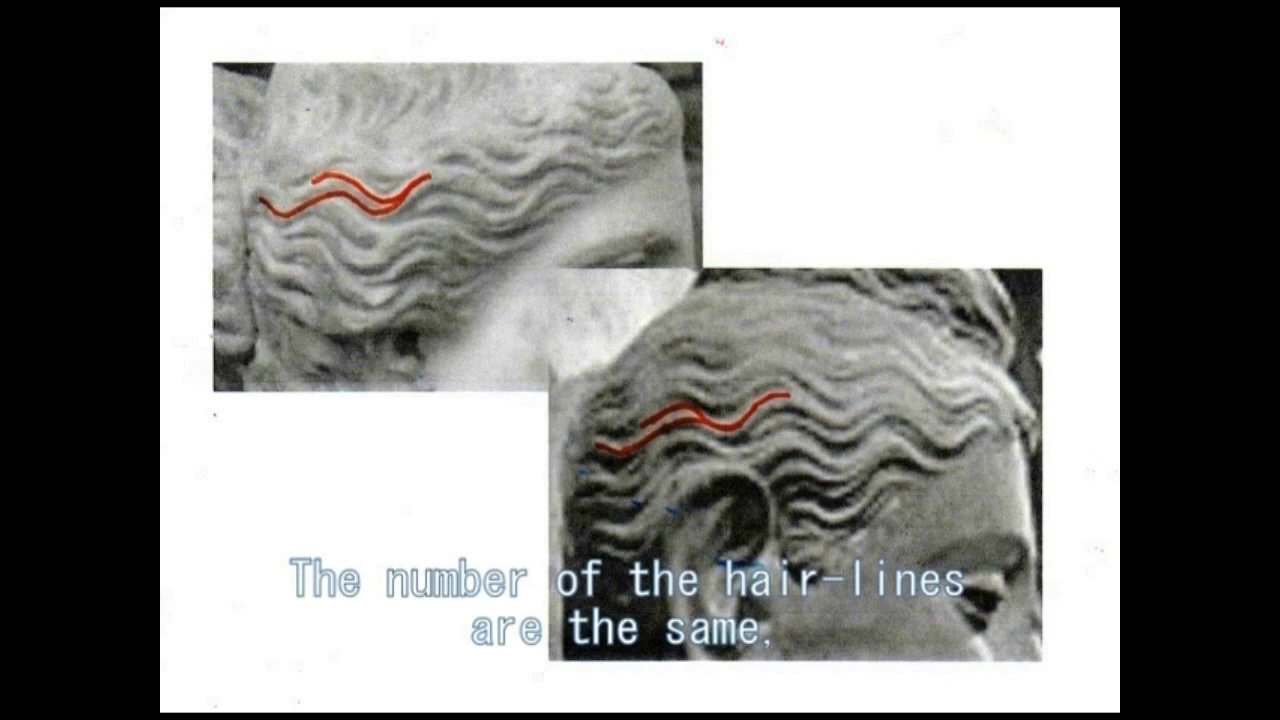 The number of the hair-lines
are the same,